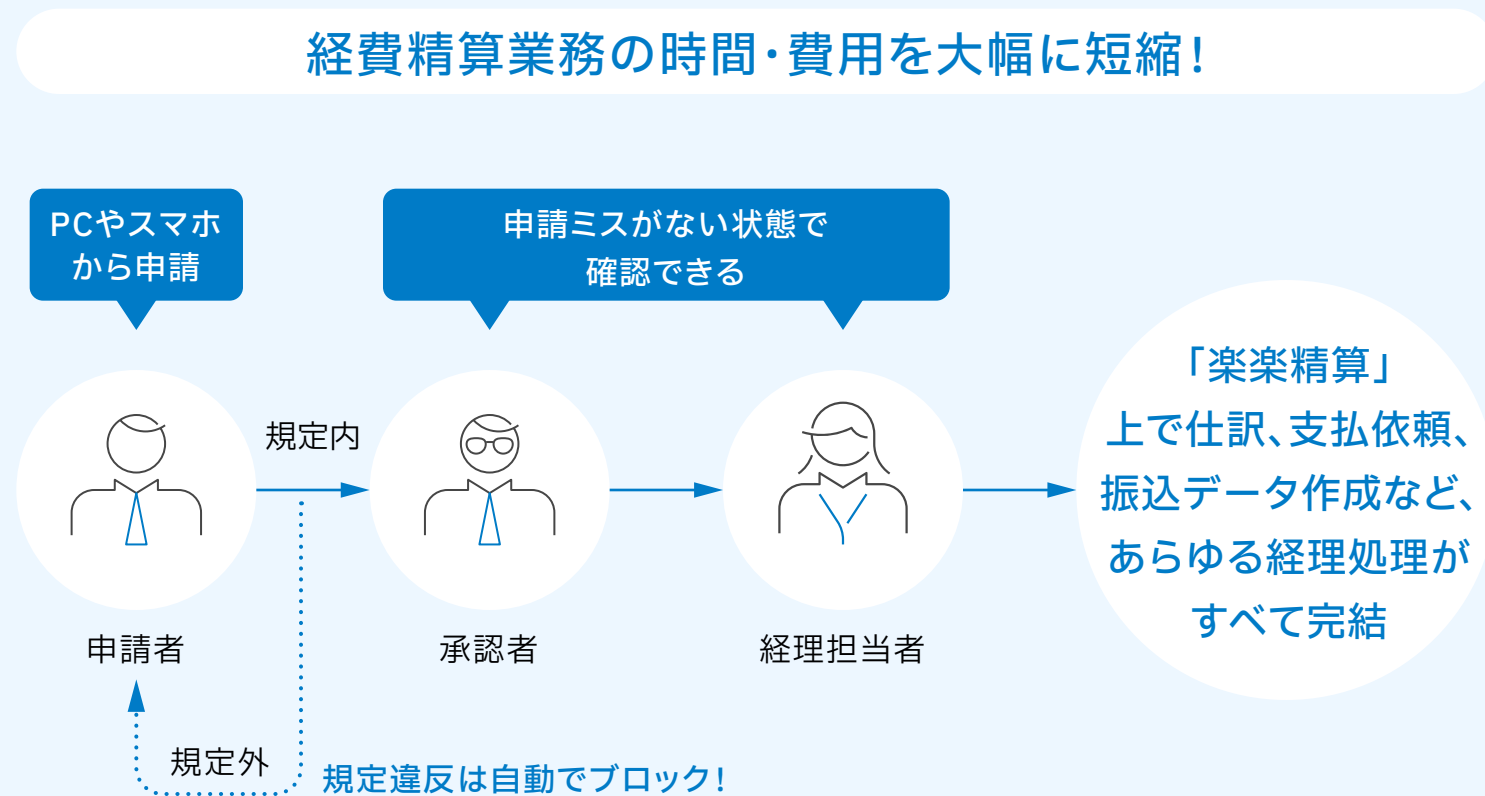 経費精算業務の時間・費用を大幅に短縮!
PCやスマホ
から申請
申請ミスがない状態で
確認できる
規定内
「楽楽精算」
上で仕訳、支払依頼、
振込データ作成など、
あらゆる経理処理が
すべて完結
申請者
承認者
経理担当者
規定外
規定違反は自動でブロック!